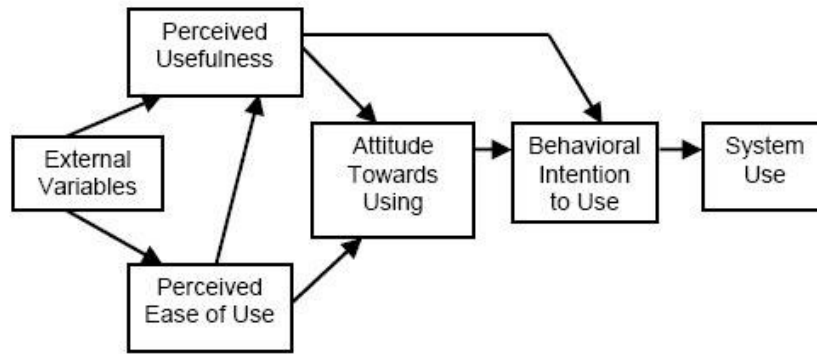 Perceived
Usefulness
External
Variables
Perceived
Ease of Use
Attitude
Towards
Using
Behavioral
Intention
to Use
System
Use